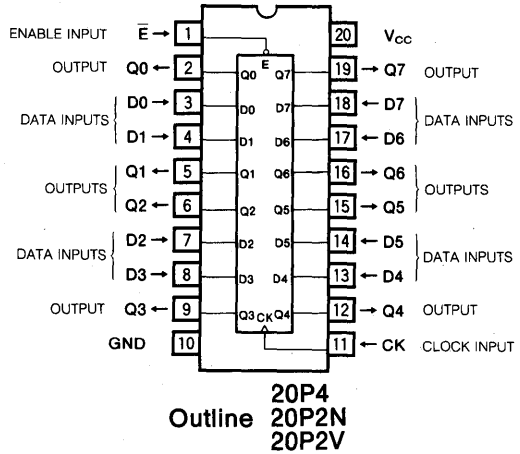 ENABLE INPUT E̅ → 1 20 VCC
OUTPUT Q0 ← 2 Q0 E Q7 19 → Q7 OUTPUT
DATA INPUTS
D0 → 3 D0 D7 18 ← D7
D1 → 4 D1 D6 17 ← D6
DATA INPUTS
OUTPUTS
Q1 ← 5 Q1 Q6 16 → Q6
Q2 ← 6 Q2 Q5 15 → Q5
OUTPUTS
DATA INPUTS
D2 → 7 D2 D5 14 ← D5
D3 → 8 D3 D4 13 ← D4
DATA INPUTS
OUTPUT Q3 ← 9 Q3 CK Q4 12 → Q4 OUTPUT
GND 10 11 ← CK CLOCK INPUT
20P4
Outline 20P2N
20P2V